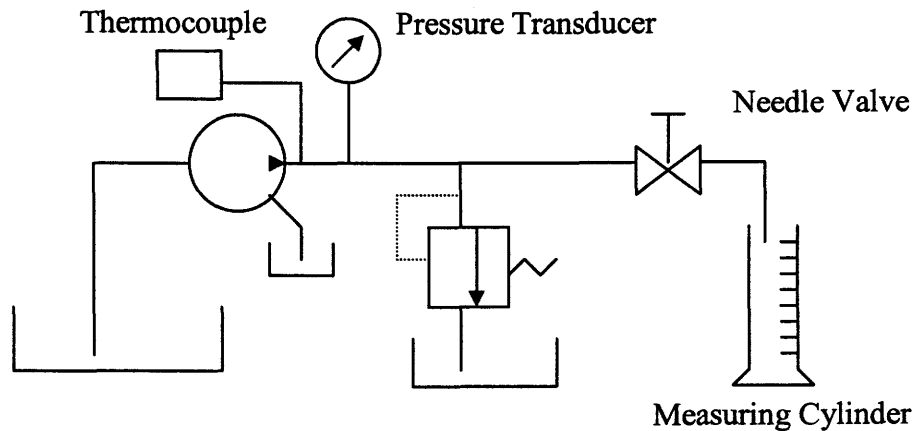 Thermocouple
Pressure Transducer
Needle Valve
Measuring Cylinder